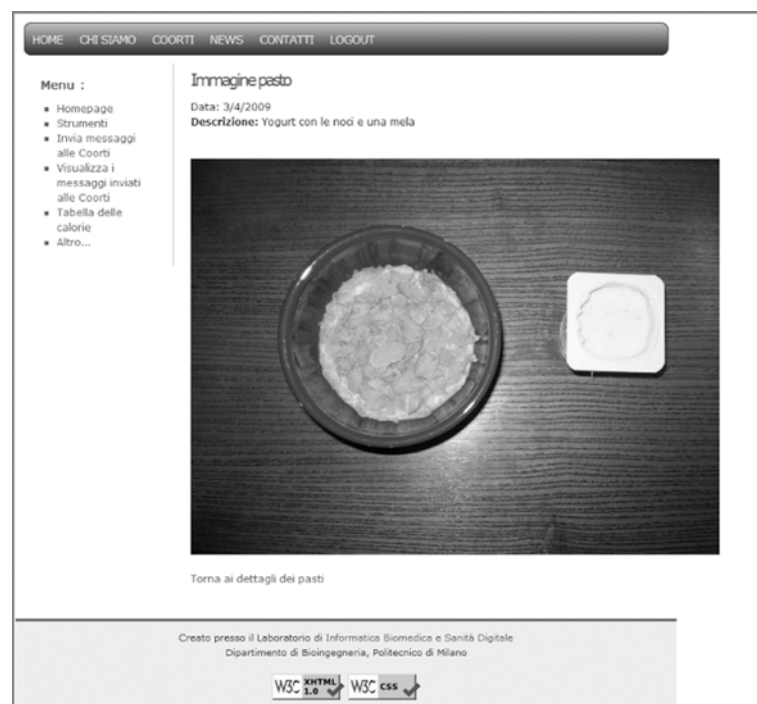 HOME CHI SIAMO COORTI NEWS CONTATTI LOGOUT
Menu :
Homepage
Strumenti
Invia messaggi
alle Coorti
Visualizza i
messaggi inviati
alle Coorti
Tabella delle
calorie
Altro...
Immagine pasto
Data: 3/4/2009
Descrizione: Yogurt con le noci e una mela
Torna ai dettagli dei pasti
Creato presso il Laboratorio di Informatica Biomedica e Sanità Digitale
Dipartimento di Bioingegneria, Politecnico di Milano
W3C XHTML 1.0
W3C CSS